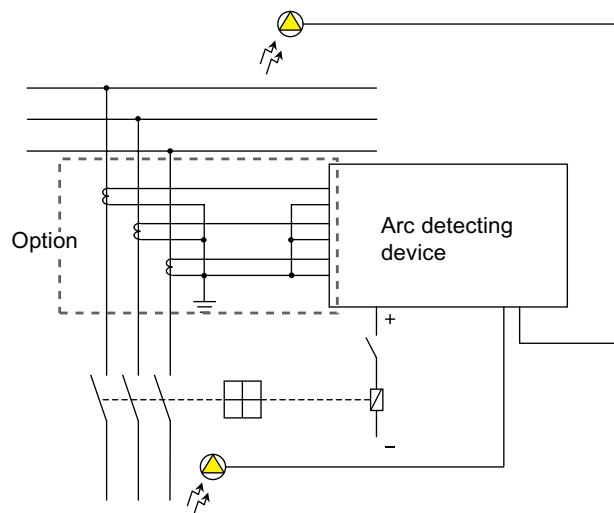 Option
Arc detecting
device
+
–